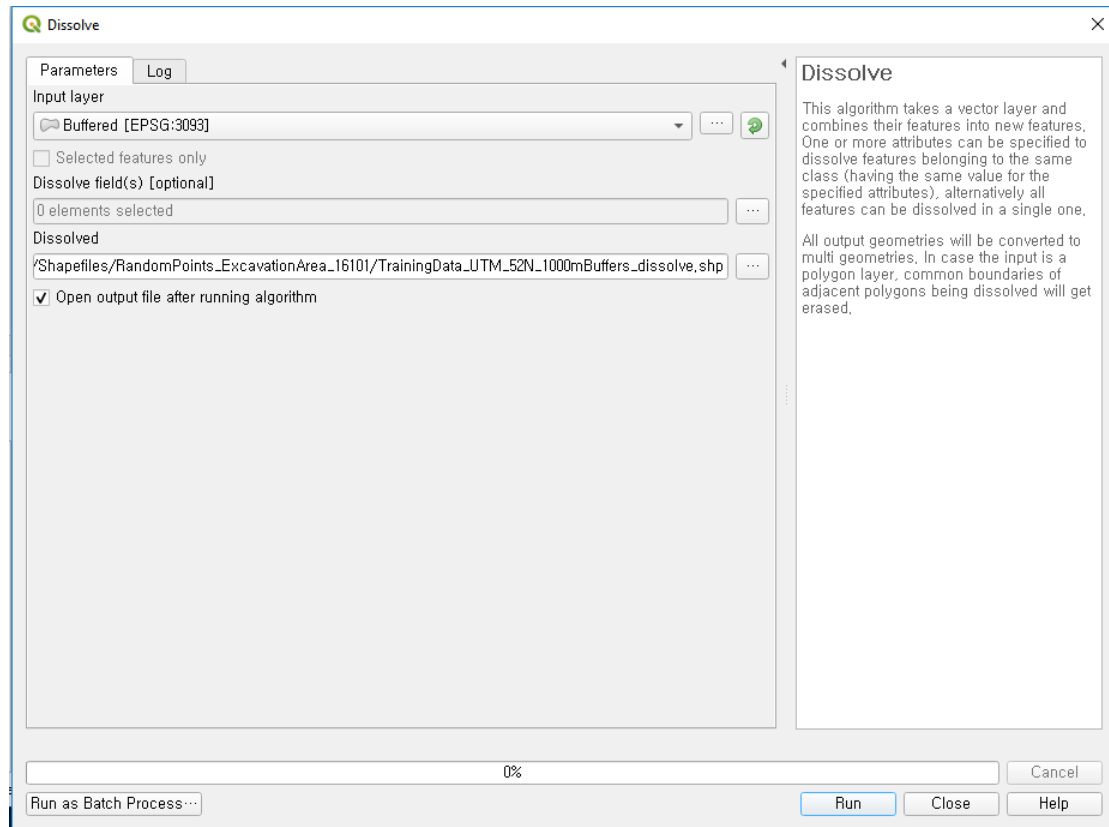 Dissolve
Parameters
Log
Input layer
Buffered [EPSG:3093]
...
Selected features only
Dissolve field(s) [optional]
0 elements selected
...
Dissolved
/Shapefiles/RandomPoints_ExcavationArea_16101/TrainingData_UTM_52N_1000mBuffers_dissolve.shp
...
Open output file after running algorithm
Dissolve
This algorithm takes a vector layer and
combines their features into new features.
One or more attributes can be specified to
dissolve features belonging to the same
class (having the same value for the
specified attributes), alternatively all
features can be dissolved in a single one.
All output geometries will be converted to
multi geometries. In case the input is a
polygon layer, common boundaries of
adjacent polygons being dissolved will get
erased.
0%
Cancel
Run as Batch Process...
Run
Close
Help